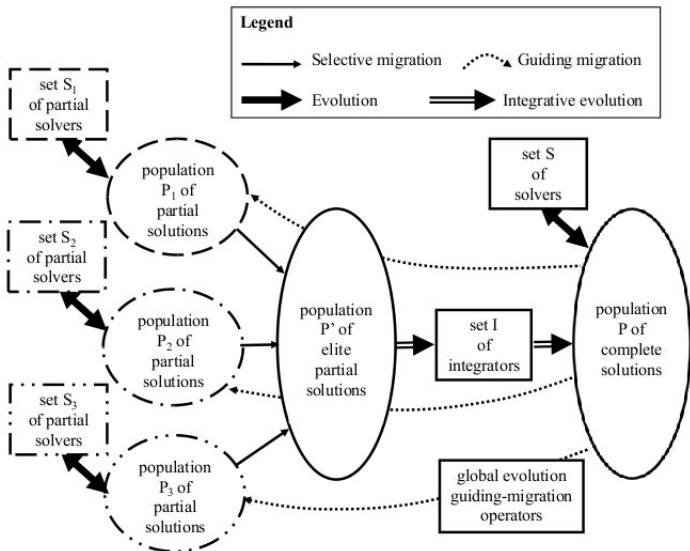 Legend
Selective migration
Guiding migration
Evolution
Integrative evolution
set S₁
of partial
solvers
population
P₁ of
partial
solutions
set S
of
solvers
set S₂
of partial
solvers
population
P₂ of
partial
solutions
population
P' of
elite
partial
solutions
set I
of
integrators
population
P of
complete
solutions
set S₃
of partial
solvers
population
P₃ of
partial
solutions
global evolution
guiding-migration
operators